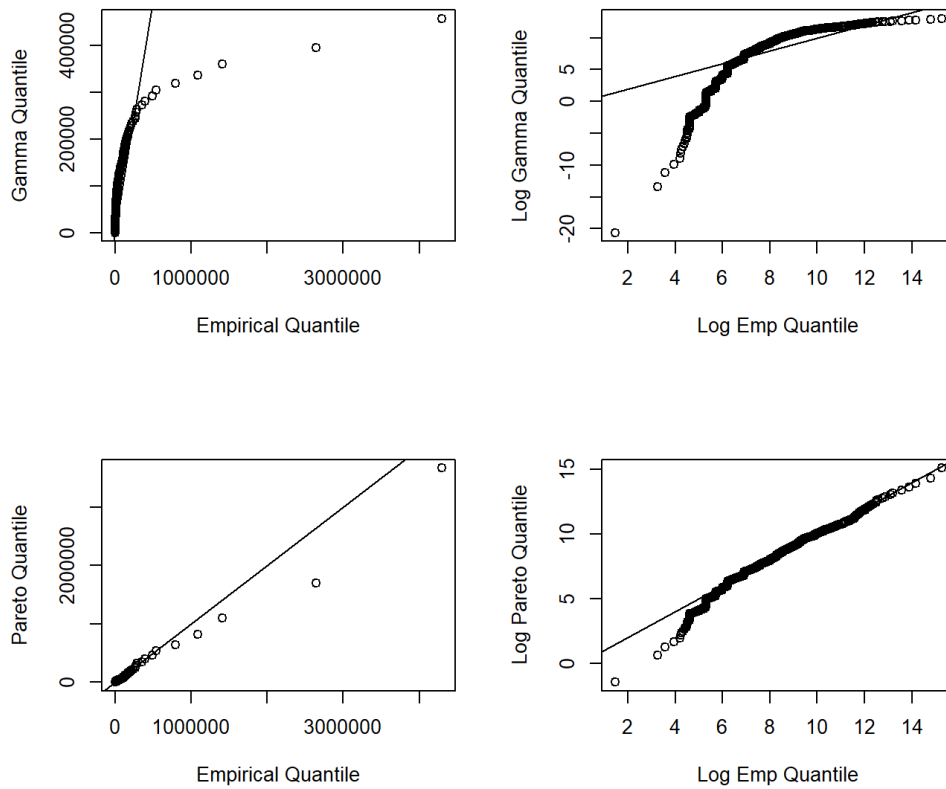 Gamma Quantile
0 200000 400000
0 1000000 3000000
Empirical Quantile
Log Gamma Quantile
-20 -10 0 5
2 4 6 8 10 12 14
Log Emp Quantile
Pareto Quantile
0 2000000
0 1000000 3000000
Empirical Quantile
Log Pareto Quantile
0 5 10 15
2 4 6 8 10 12 14
Log Emp Quantile